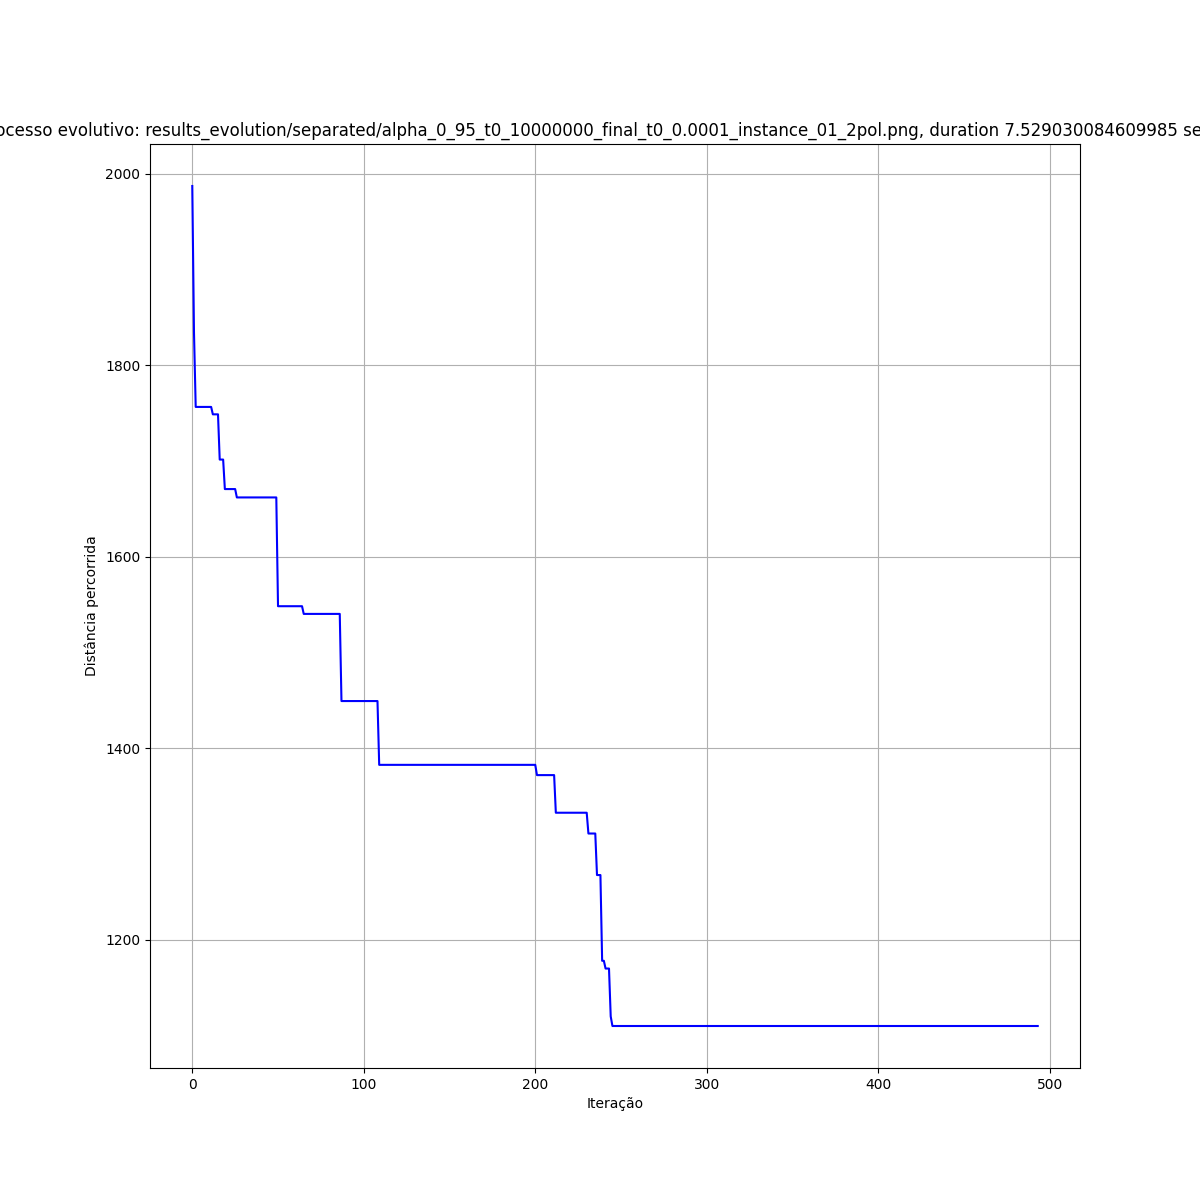 ocesso evolutivo: results_evolution/separated/alpha_0_95_t0_10000000_final_t0_0.0001_instance_01_2pol.png, duration 7.529030084609985 se
2000
1800
1600
1400
1200
Distância percorrida
0 100 200 300 400 500
Iteração